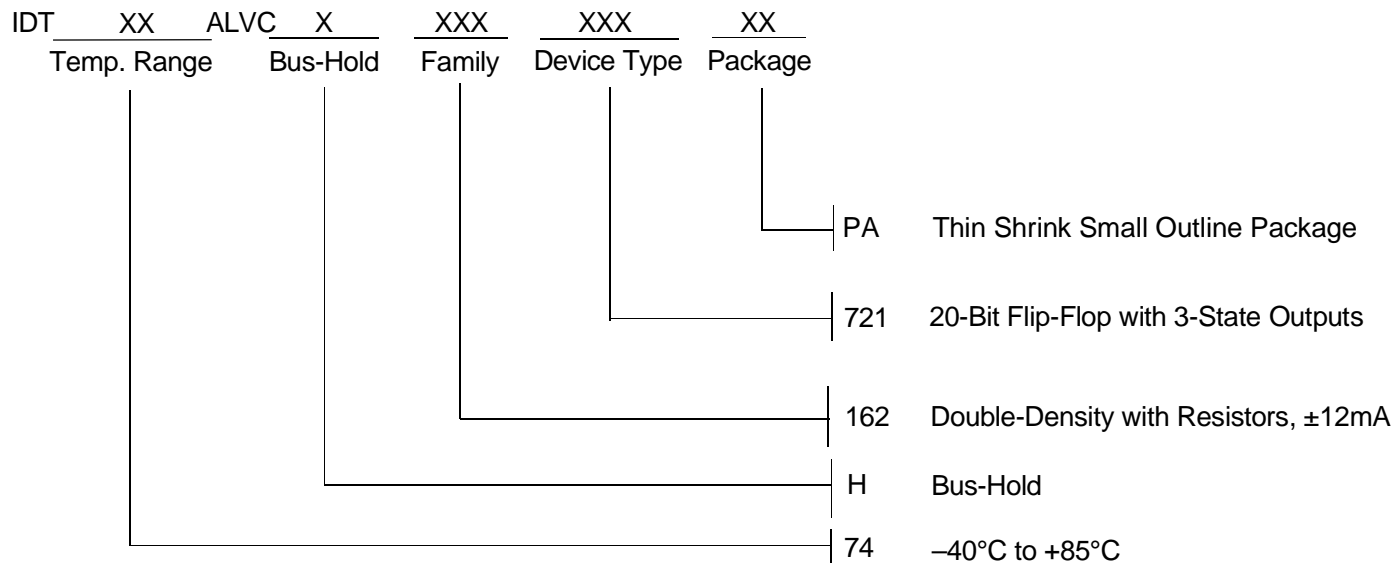 IDT XX ALVC X XXX XXX XX
Temp. Range Bus-Hold Family Device Type Package
PA Thin Shrink Small Outline Package
721 20-Bit Flip-Flop with 3-State Outputs
162 Double-Density with Resistors, ±12mA
H Bus-Hold
74 –40°C to +85°C